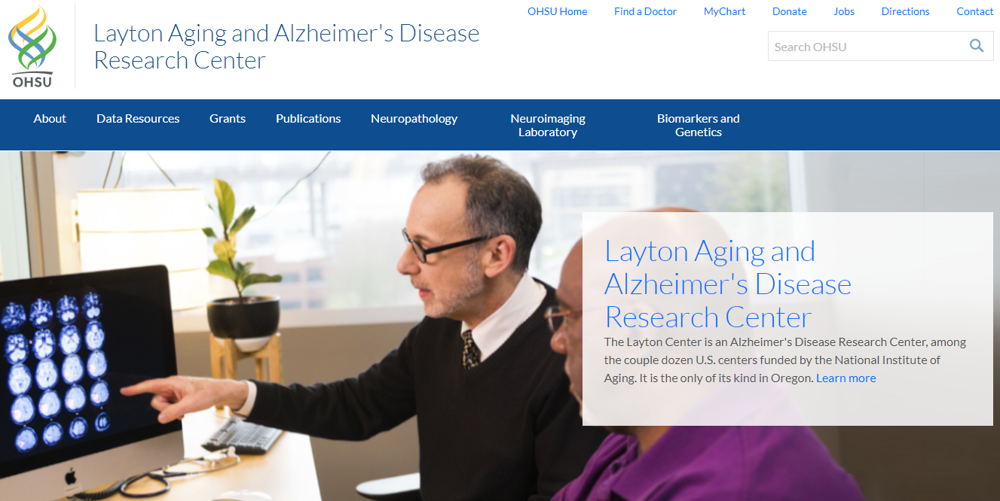 OHSU
Layton Aging and Alzheimer's Disease
Research Center
OHSU Home
Find a Doctor
MyChart
Donate
Jobs
Directions
Contact
Search OHSU
About
Data Resources
Grants
Publications
Neuropathology
Neuroimaging
Laboratory
Biomarkers and
Genetics
Layton Aging and
Alzheimer's Disease
Research Center
The Layton Center is an Alzheimer's Disease Research Center, among
the couple dozen U.S. centers funded by the National Institute of
Aging. It is the only of its kind in Oregon. Learn more